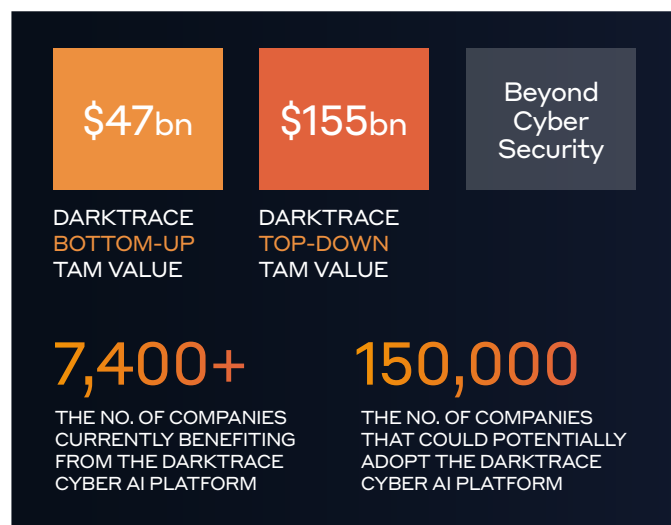 $47bn
$155bn
Beyond
Cyber
Security
DARKTRACE
BOTTOM-UP
TAM VALUE
DARKTRACE
TOP-DOWN
TAM VALUE
7,400+
THE NO. OF COMPANIES
CURRENTLY BENEFITING
FROM THE DARKTRACE
CYBER AI PLATFORM
150,000
THE NO. OF COMPANIES
THAT COULD POTENTIALLY
ADOPT THE DARKTRACE
CYBER AI PLATFORM